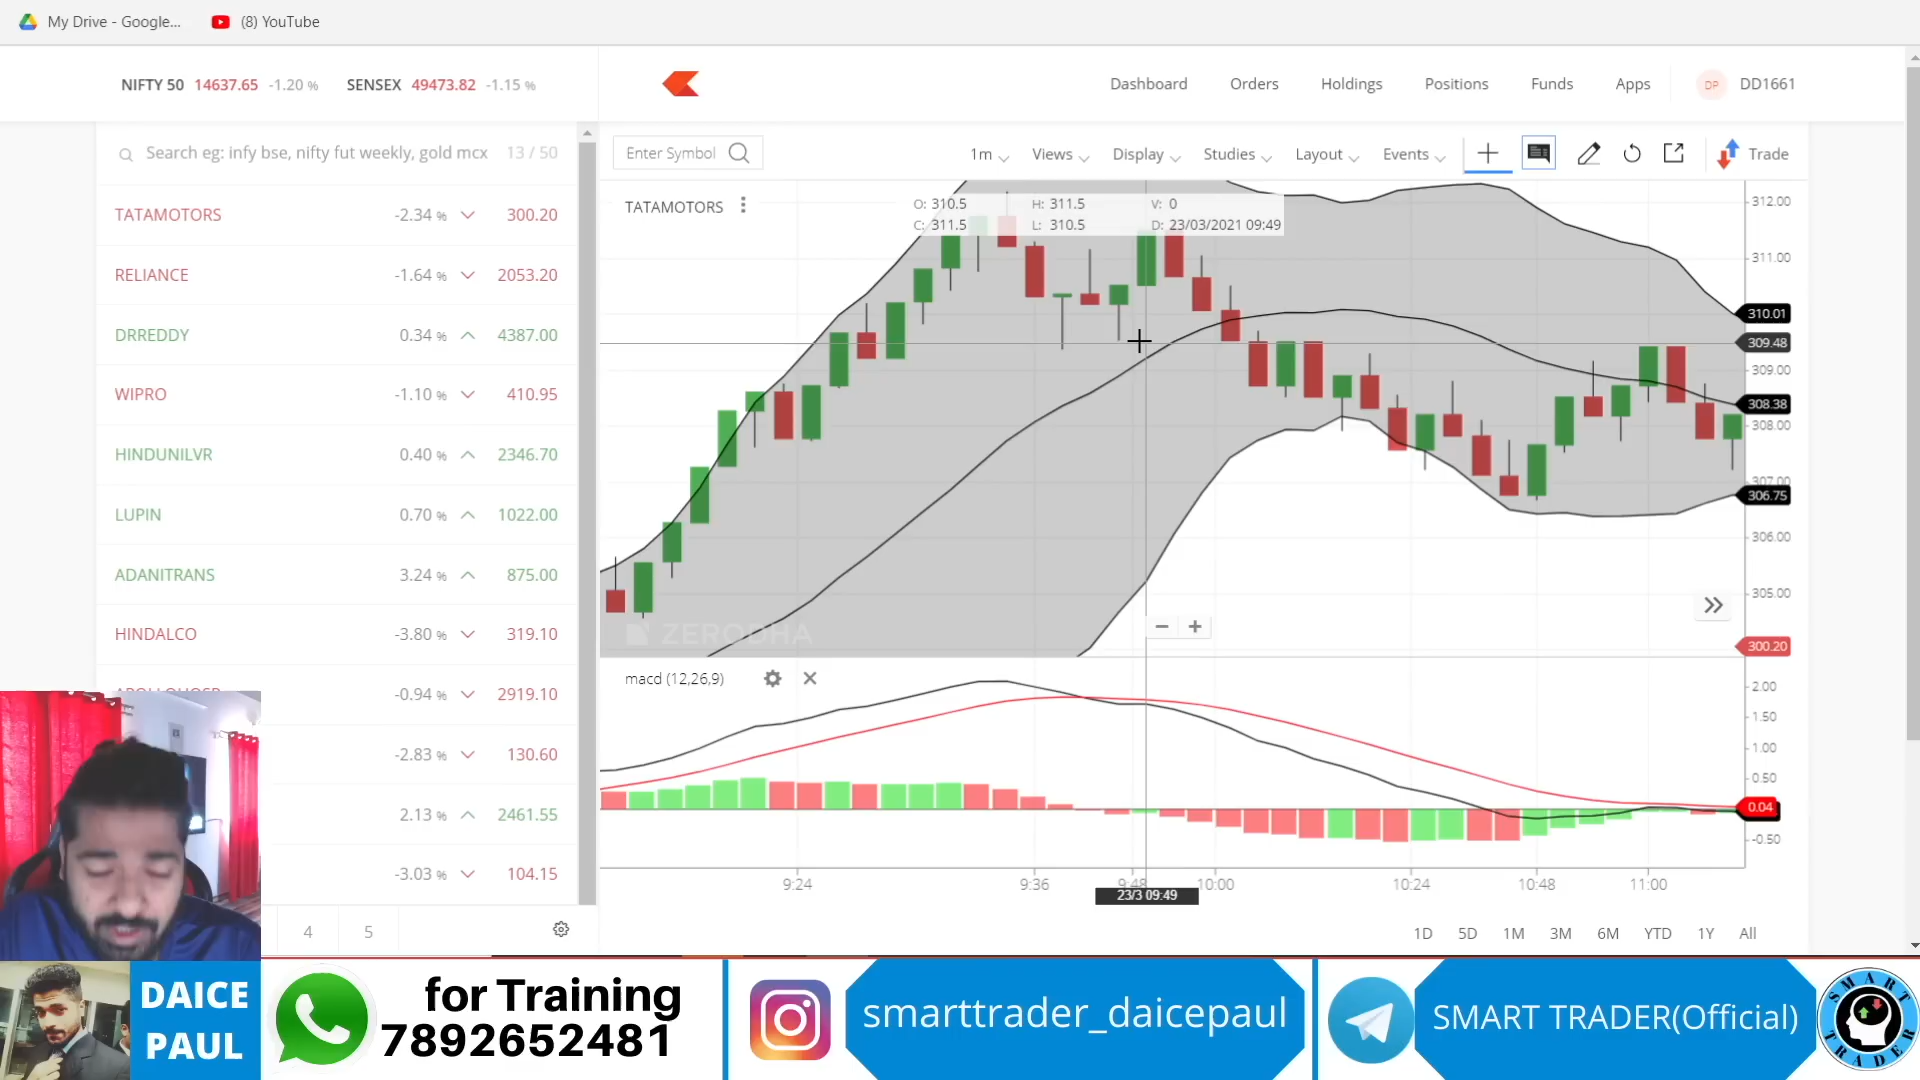 My Drive - Google...
(8) YouTube
NIFTY 50 14637.65 -1.20 % SENSEX 49473.82 -1.15 %
Dashboard Orders Holdings Positions Funds Apps DP DD1661
Search eg: infy bse, nifty fut weekly, gold mcx 13 / 50
Enter Symbol 1m Views Display Studies Layout Events Trade
TATAMOTORS -2.34 % 300.20
RELIANCE -1.64 % 2053.20
DRREDDY 0.34 % 4387.00
WIPRO -1.10 % 410.95
HINDUNILVR 0.40 % 2346.70
LUPIN 0.70 % 1022.00
ADANITRANS 3.24 % 875.00
HINDALCO -3.80 % 319.10
-0.94 % 2919.10
-2.83 % 130.60
2.13 % 2461.55
-3.03 % 104.15
4 5
TATAMOTORS
O: 310.5 H: 311.5 V: 0
C: 311.5 L: 310.5 D: 23/03/2021 09:49
312.00
311.00
310.01
309.48
309.00
308.38
308.00
307.00
306.75
306.00
305.00
300.20
ZERODHA
macd (12,26,9)
2.00
1.50
1.00
0.50
0.04
-0.50
9:24 9:36 9:48 10:00 10:24 10:48 11:00
23/3 09:49
1D 5D 1M 3M 6M YTD 1Y All
DAICE
PAUL
for Training
7892652481
smarttrader_daicepaul
SMART TRADER(Official)
SMART
TRADER